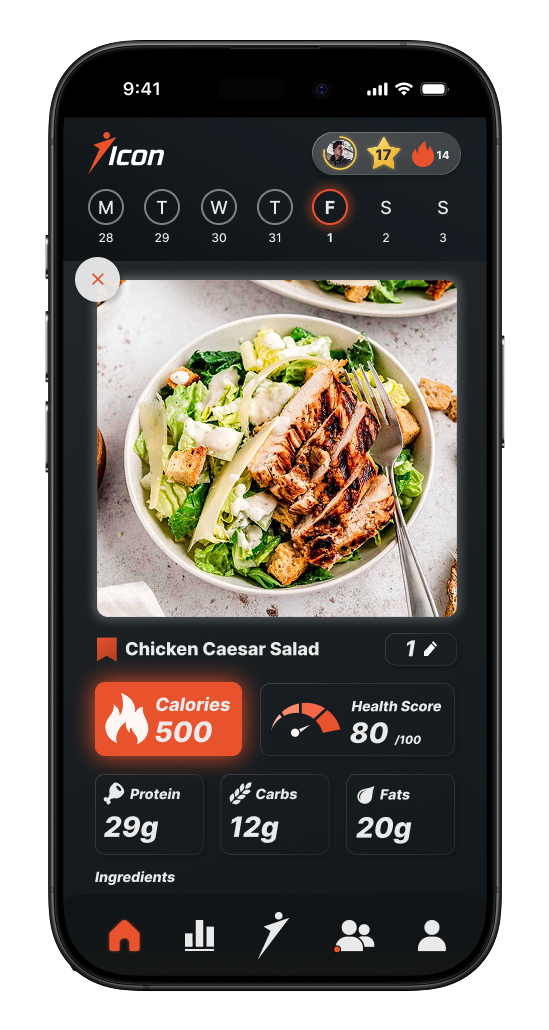 9:41
Icon
17
14
M T W T F S S
28 29 30 31 1 2 3
Chicken Caesar Salad
1
Calories
500
Health Score
80 /100
Protein
29g
Carbs
12g
Fats
20g
Ingredients